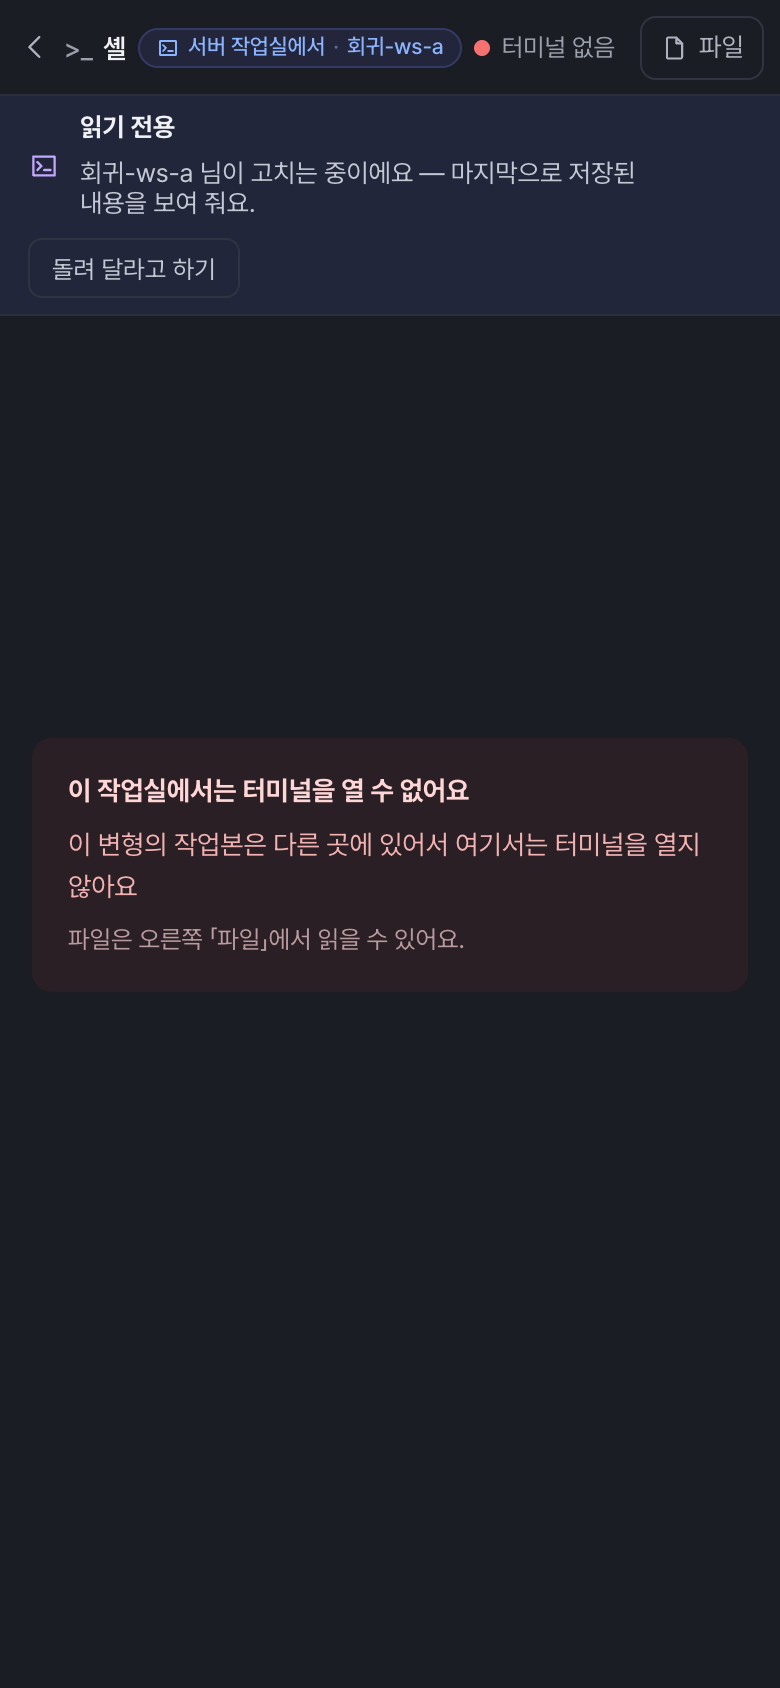 >_ 셸 서버 작업실에서 · 회귀-ws-a 터미널 없음 파일
읽기 전용
회귀-ws-a 님이 고치는 중이에요 — 마지막으로 저장된
내용을 보여 줘요.
돌려 달라고 하기
이 작업실에서는 터미널을 열 수 없어요
이 변형의 작업본은 다른 곳에 있어서 여기서는 터미널을 열지
않아요
파일은 오른쪽 「파일」에서 읽을 수 있어요.